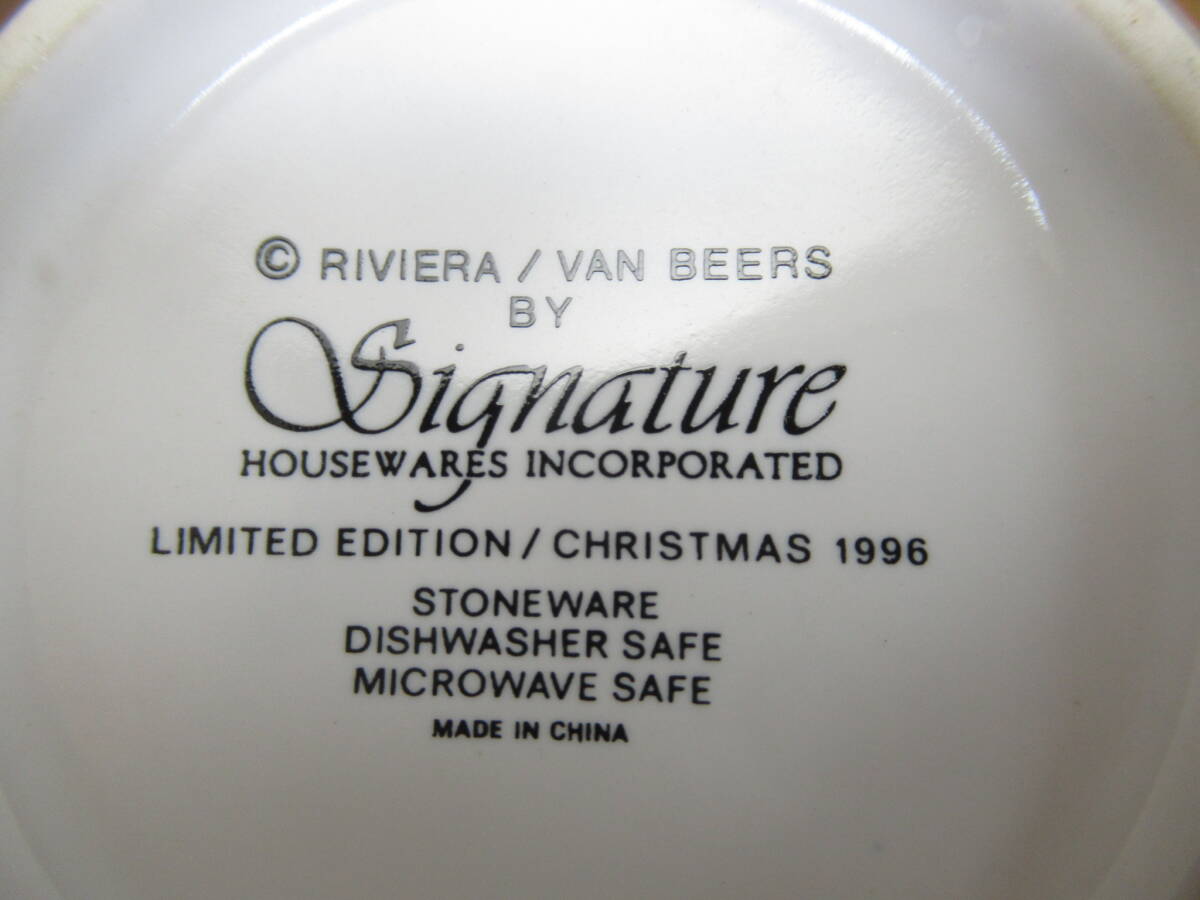 © RIVIERA / VAN BEERS
BY
Signature
HOUSEWARES INCORPORATED
LIMITED EDITION / CHRISTMAS 1996
STONEWARE
DISHWASHER SAFE
MICROWAVE SAFE
MADE IN CHINA